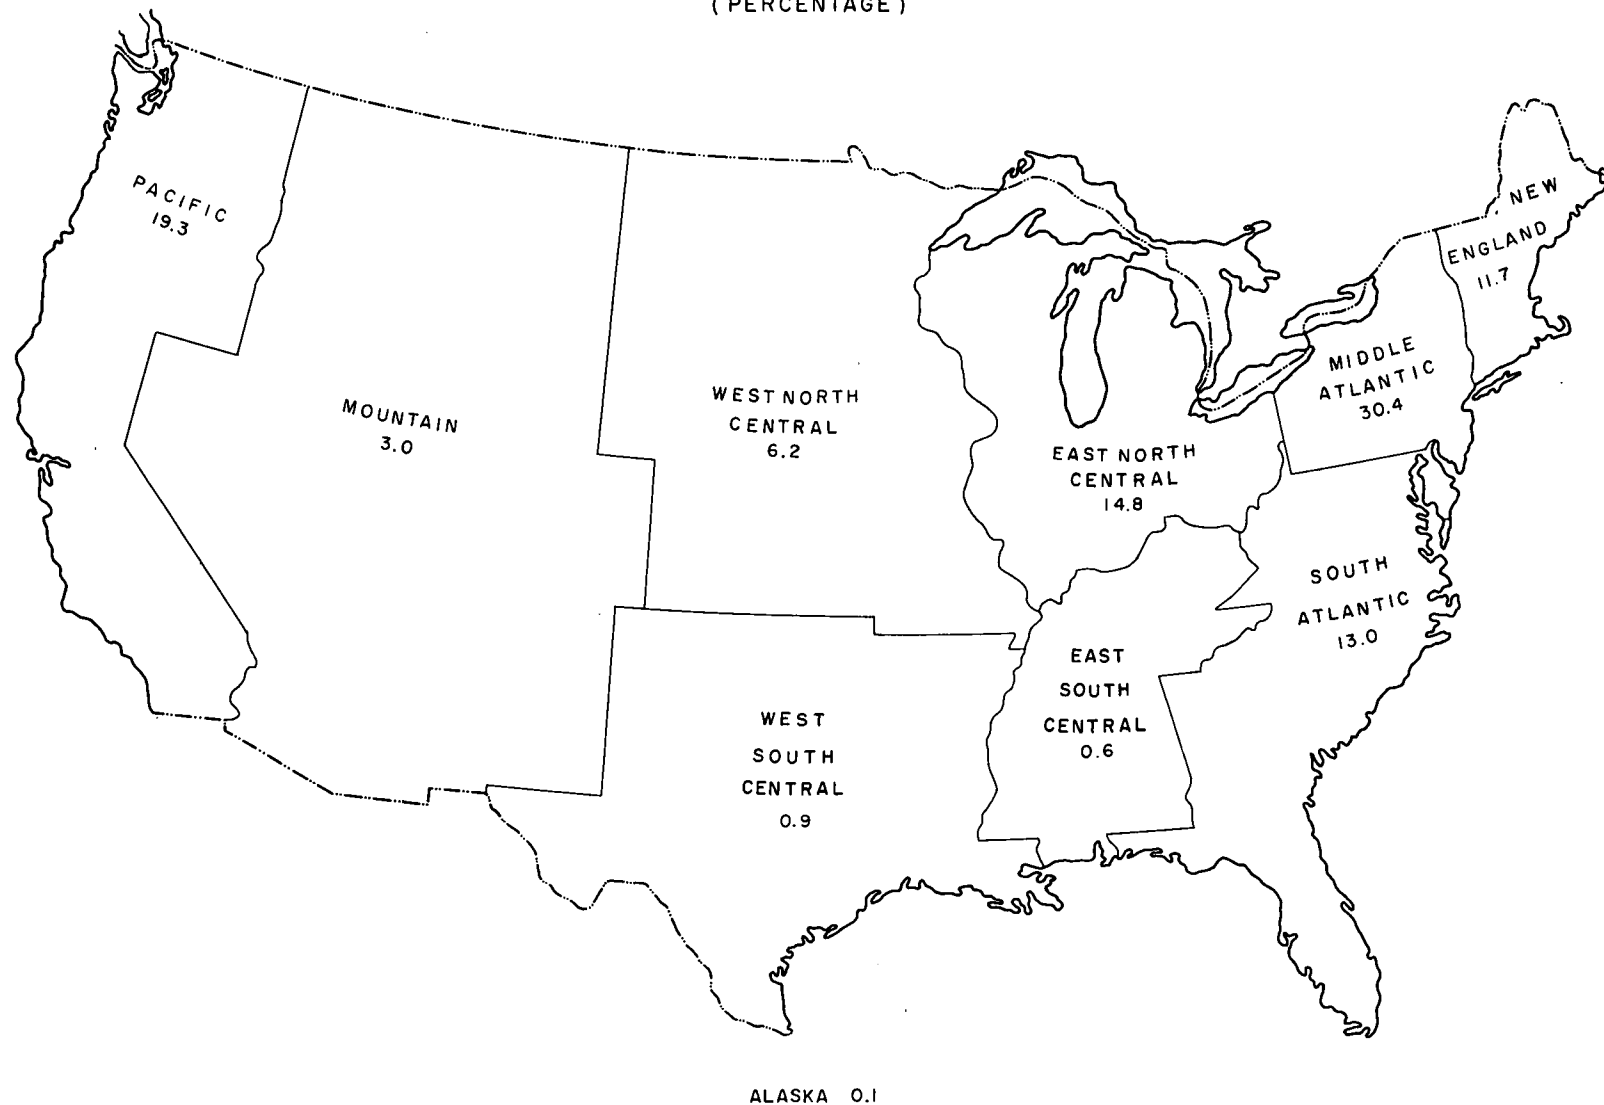 (PERCENTAGE)
PACIFIC
19.3
MOUNTAIN
3.0
WEST NORTH
CENTRAL
6.2
EAST NORTH
CENTRAL
14.8
NEW
ENGLAND
11.7
MIDDLE
ATLANTIC
30.4
SOUTH
ATLANTIC
13.0
EAST
SOUTH
CENTRAL
0.6
WEST
SOUTH
CENTRAL
0.9
ALASKA 0.1